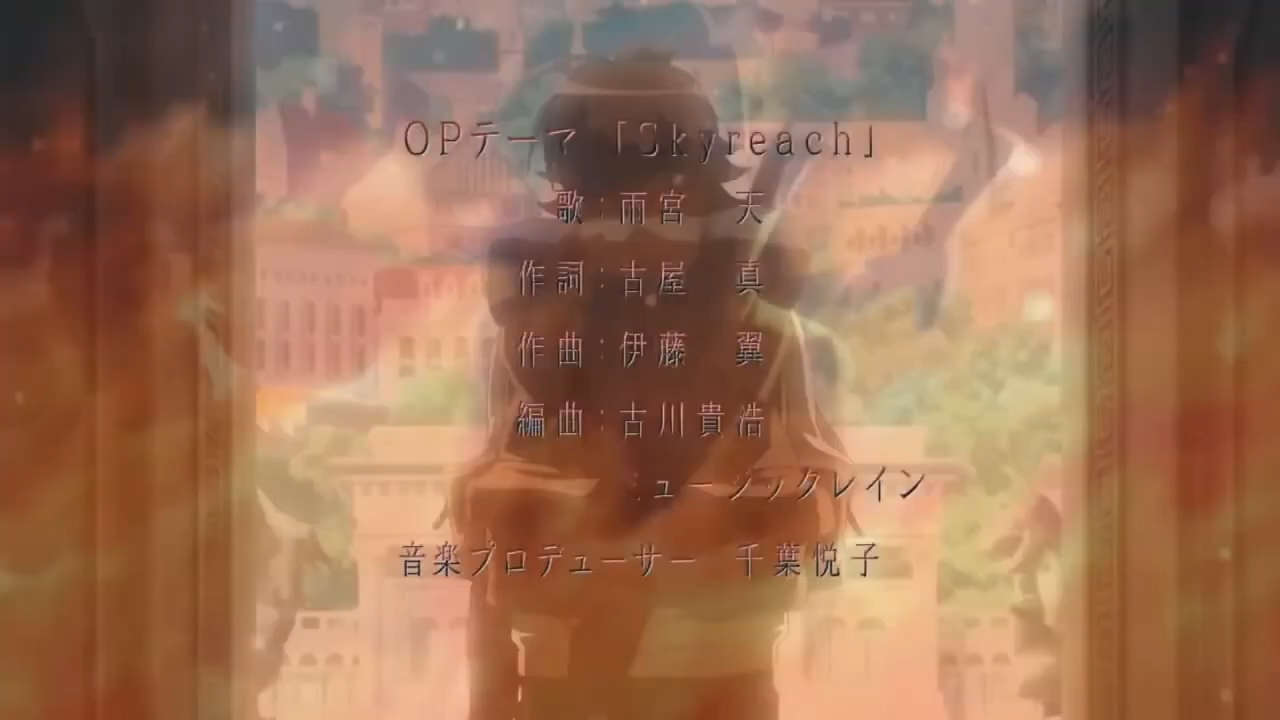 OPテーマ 「Skyreach」
歌：雨宮　天
作詞：古屋　真
作曲：伊藤　翼
編曲：古川貴浩
ミュージックレイン
音楽プロデューサー　千葉悦子